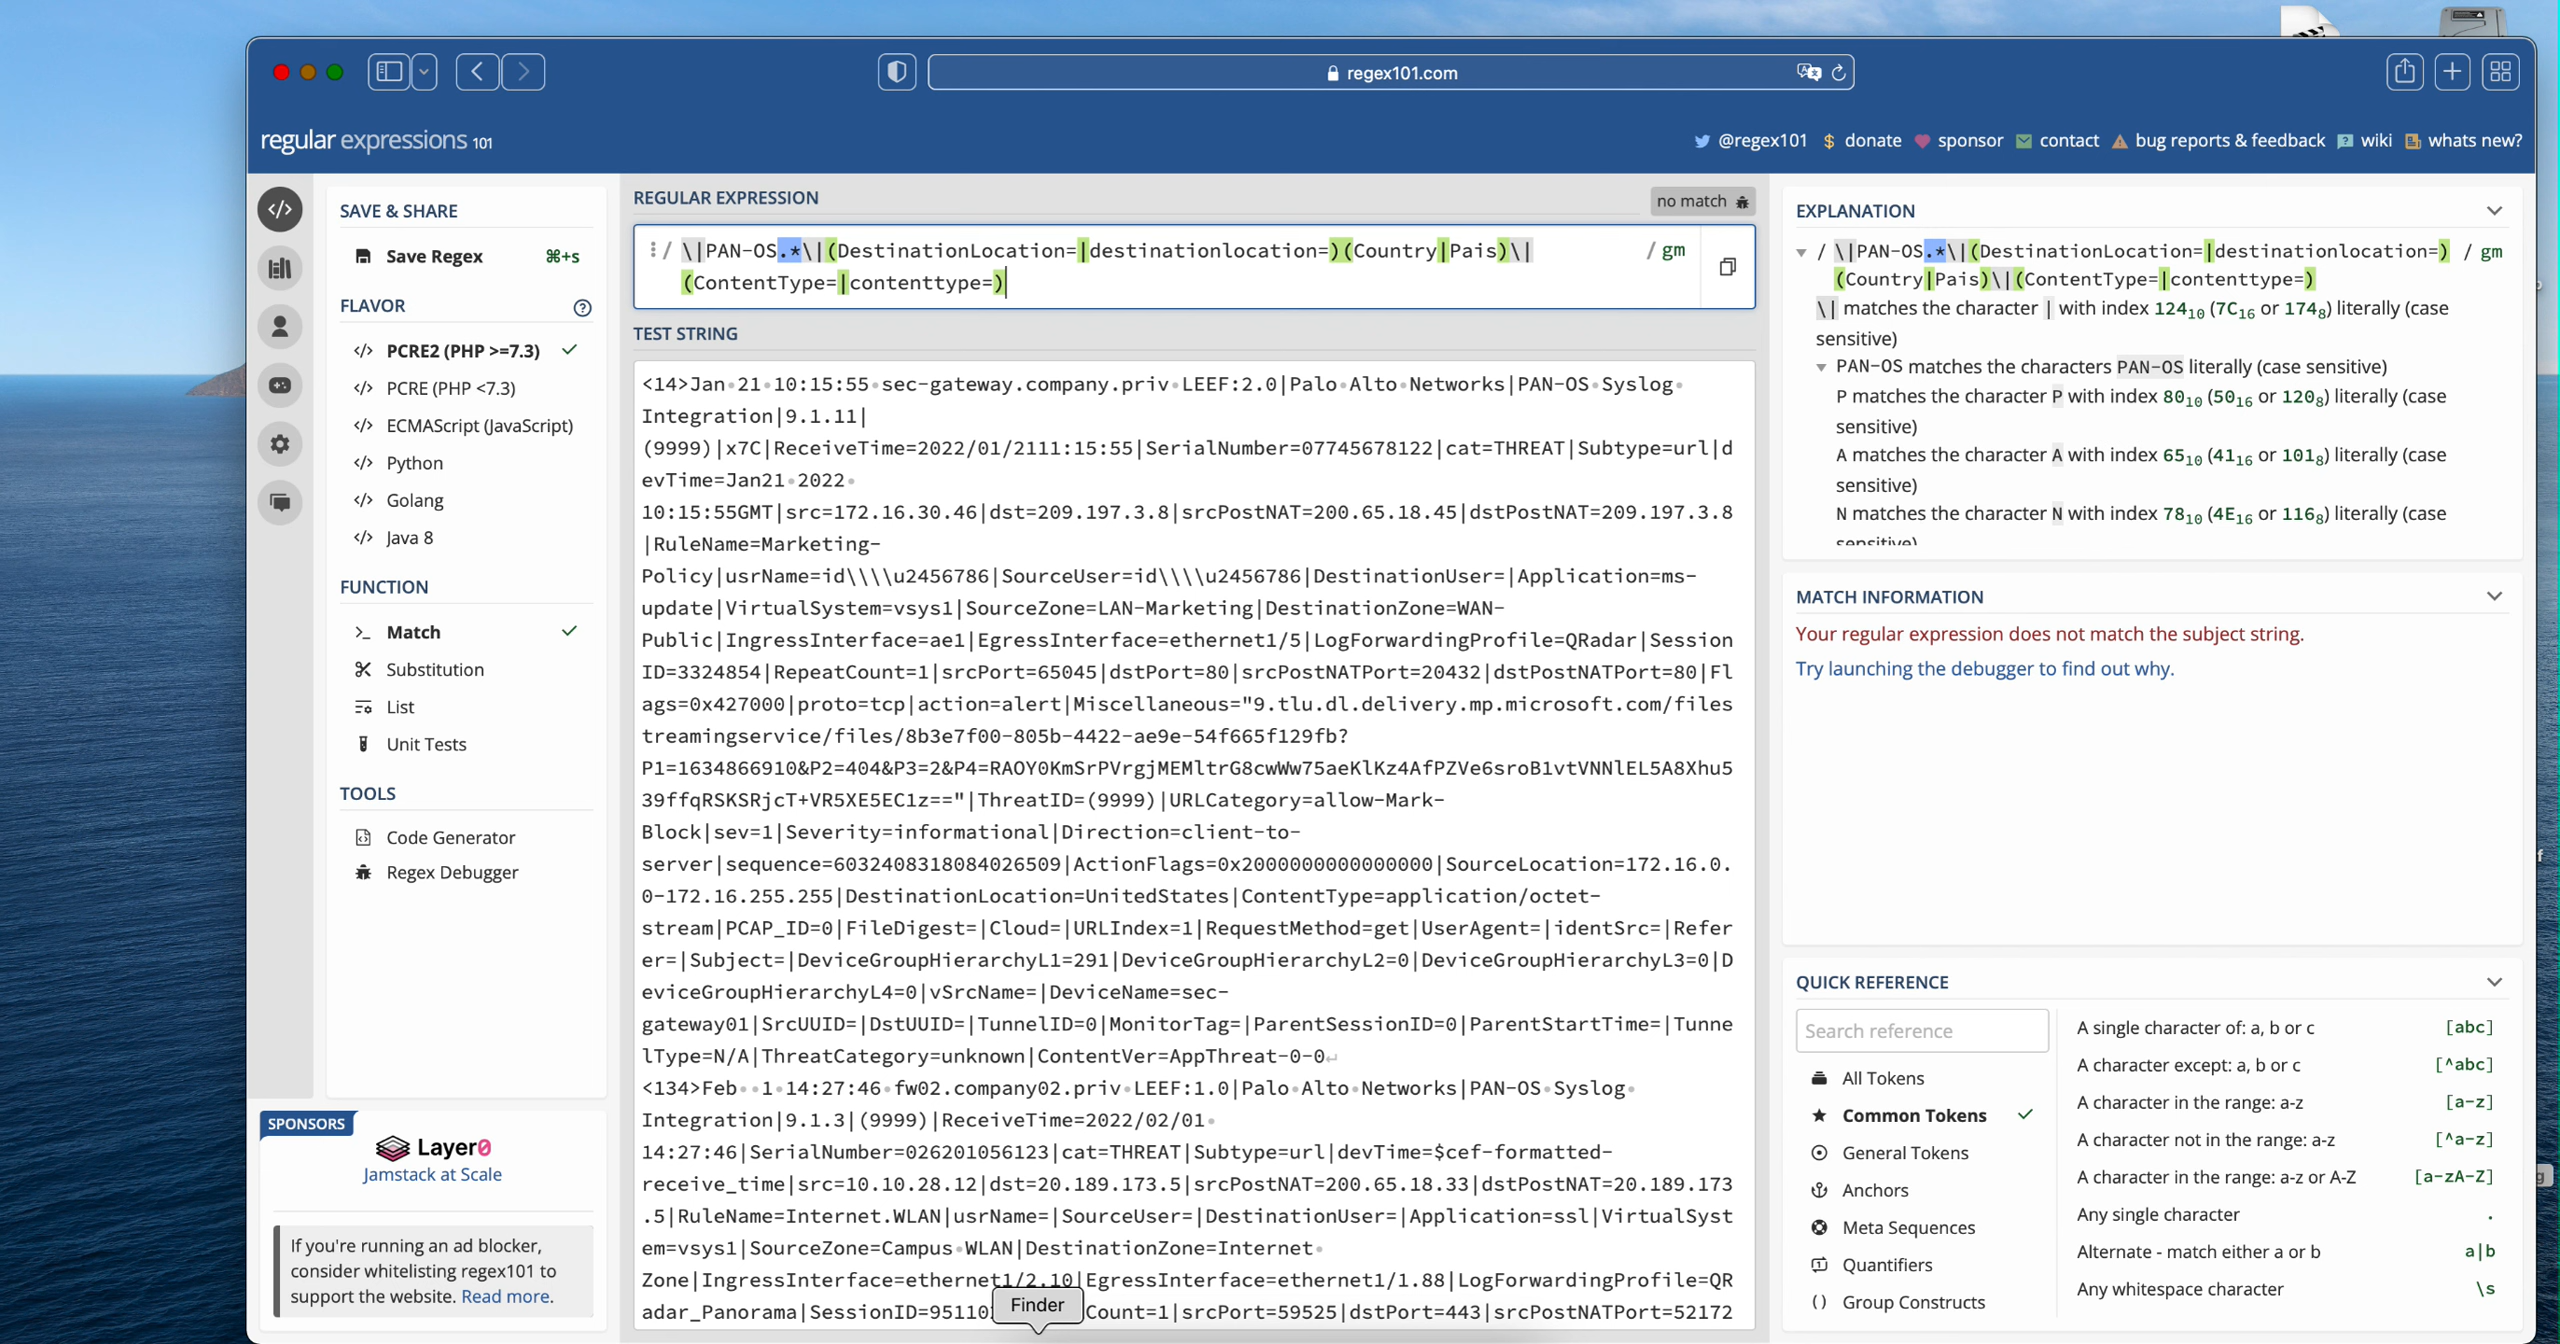 regex101.com
regular expressions 101
@regex101 $ donate sponsor contact bug reports & feedback wiki whats new?
SAVE & SHARE
Save Regex ⌘+s
FLAVOR
</> PCRE2 (PHP >=7.3)
</> PCRE (PHP <7.3)
</> ECMAScript (JavaScript)
</> Python
</> Golang
</> Java 8
FUNCTION
Match
Substitution
List
Unit Tests
TOOLS
Code Generator
Regex Debugger
SPONSORS
Layer0
Jamstack at Scale
If you're running an ad blocker,
consider whitelisting regex101 to
support the website. Read more.
REGULAR EXPRESSION
no match
/ \|PAN-OS.*\|(DestinationLocation=|destinationlocation=)(Country|Pais)\| / gm
(ContentType=|contenttype=)
TEST STRING
<14>Jan 21 10:15:55 sec-gateway.company.priv LEEF:2.0|Palo Alto Networks|PAN-OS Syslog
Integration|9.1.11|
(9999)|x7C|ReceiveTime=2022/01/2111:15:55|SerialNumber=07745678122|cat=THREAT|Subtype=url|d
evTime=Jan21 2022
10:15:55GMT|src=172.16.30.46|dst=209.197.3.8|srcPostNAT=200.65.18.45|dstPostNAT=209.197.3.8
|RuleName=Marketing-
Policy|usrName=id\\\\u2456786|SourceUser=id\\\\u2456786|DestinationUser=|Application=ms-
update|VirtualSystem=vsys1|SourceZone=LAN-Marketing|DestinationZone=WAN-
Public|IngressInterface=ae1|EgressInterface=ethernet1/5|LogForwardingProfile=QRadar|Session
ID=3324854|RepeatCount=1|srcPort=65045|dstPort=80|srcPostNATPort=20432|dstPostNATPort=80|Fl
ags=0x427000|proto=tcp|action=alert|Miscellaneous="9.tlu.dl.delivery.mp.microsoft.com/files
treamingservice/files/8b3e7f00-805b-4422-ae9e-54f665f129fb?
P1=1634866910&P2=404&P3=2&P4=RAOY0KmSrPVrgjMEMltrG8cwWw75aeKlKz4AfPZVe6sroB1vtVNNlEL5A8Xhu5
39ffqRSKSRjcT+VR5XE5EC1z=="|ThreatID=(9999)|URLCategory=allow-Mark-
Block|sev=1|Severity=informational|Direction=client-to-
server|sequence=6032408318084026509|ActionFlags=0x2000000000000000|SourceLocation=172.16.0.
0-172.16.255.255|DestinationLocation=UnitedStates|ContentType=application/octet-
stream|PCAP_ID=0|FileDigest=|Cloud=|URLIndex=1|RequestMethod=get|UserAgent=|identSrc=|Refer
er=|Subject=|DeviceGroupHierarchyL1=291|DeviceGroupHierarchyL2=0|DeviceGroupHierarchyL3=0|D
eviceGroupHierarchyL4=0|vSrcName=|DeviceName=sec-
gateway01|SrcUUID=|DstUUID=|TunnelID=0|MonitorTag=|ParentSessionID=0|ParentStartTime=|Tunne
lType=N/A|ThreatCategory=unknown|ContentVer=AppThreat-0-0
<134>Feb  1 14:27:46 fw02.company02.priv LEEF:1.0|Palo Alto Networks|PAN-OS Syslog
Integration|9.1.3|(9999)|ReceiveTime=2022/02/01
14:27:46|SerialNumber=026201056123|cat=THREAT|Subtype=url|devTime=$cef-formatted-
receive_time|src=10.10.28.12|dst=20.189.173.5|srcPostNAT=200.65.18.33|dstPostNAT=20.189.173
.5|RuleName=Internet.WLAN|usrName=|SourceUser=|DestinationUser=|Application=ssl|VirtualSyst
em=vsys1|SourceZone=Campus WLAN|DestinationZone=Internet
Zone|IngressInterface=ethernet1/2.10|EgressInterface=ethernet1/1.88|LogForwardingProfile=QR
adar_Panorama|SessionID=95110 Count=1|srcPort=59525|dstPort=443|srcPostNATPort=52172
Finder
EXPLANATION
/ \|PAN-OS.*\|(DestinationLocation=|destinationlocation=) / gm
(Country|Pais)\|(ContentType=|contenttype=)
\| matches the character | with index 124₁₀ (7C₁₆ or 174₈) literally (case
sensitive)
PAN-OS matches the characters PAN-OS literally (case sensitive)
P matches the character P with index 80₁₀ (50₁₆ or 120₈) literally (case
sensitive)
A matches the character A with index 65₁₀ (41₁₆ or 101₈) literally (case
sensitive)
N matches the character N with index 78₁₀ (4E₁₆ or 116₈) literally (case
sensitive)
MATCH INFORMATION
Your regular expression does not match the subject string.
Try launching the debugger to find out why.
QUICK REFERENCE
Search reference
All Tokens
Common Tokens
General Tokens
Anchors
Meta Sequences
Quantifiers
Group Constructs
A single character of: a, b or c [abc]
A character except: a, b or c [^abc]
A character in the range: a-z [a-z]
A character not in the range: a-z [^a-z]
A character in the range: a-z or A-Z [a-zA-Z]
Any single character .
Alternate - match either a or b a|b
Any whitespace character \s